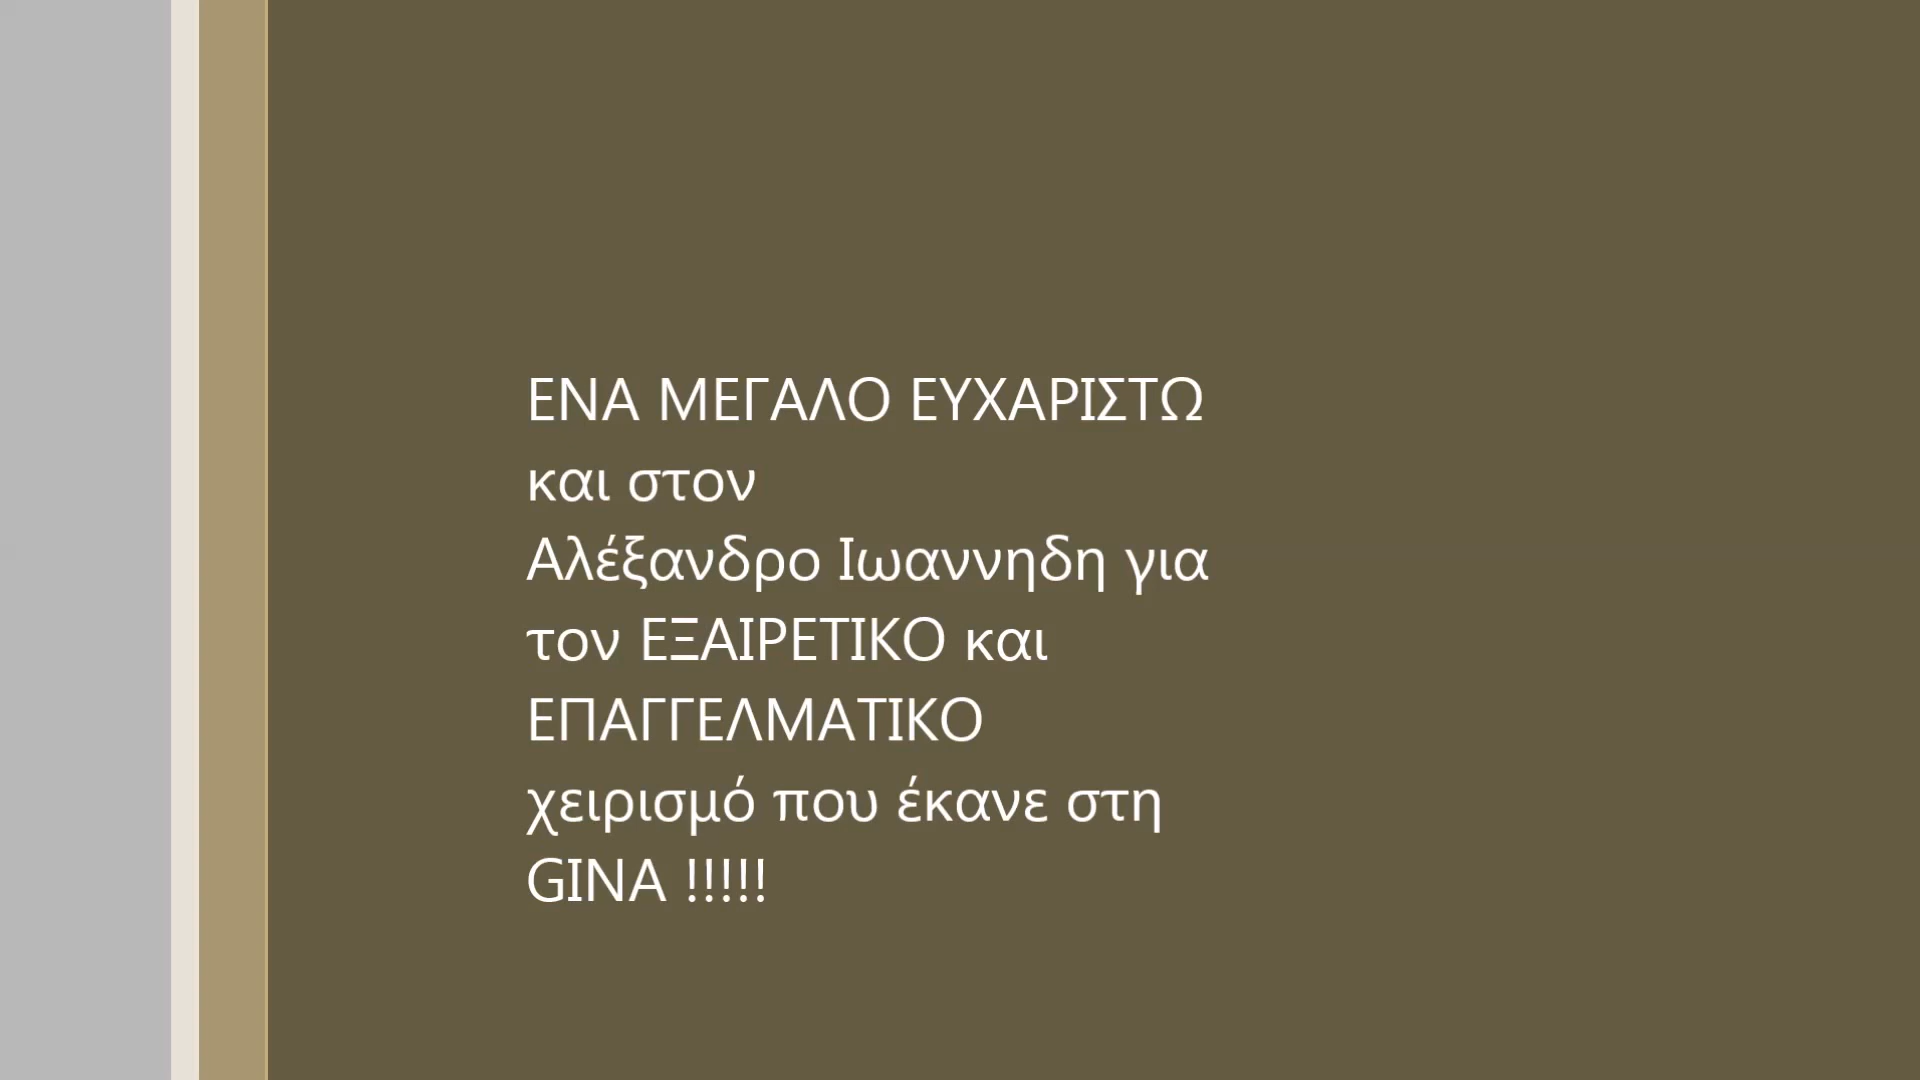 ΕΝΑ ΜΕΓΑΛΟ ΕΥΧΑΡΙΣΤΩ
και στον
Αλέξανδρο Ιωαννηδη για
τον ΕΞΑΙΡΕΤΙΚΟ και
ΕΠΑΓΓΕΛΜΑΤΙΚΟ
χειρισμό που έκανε στη
GINA !!!!!